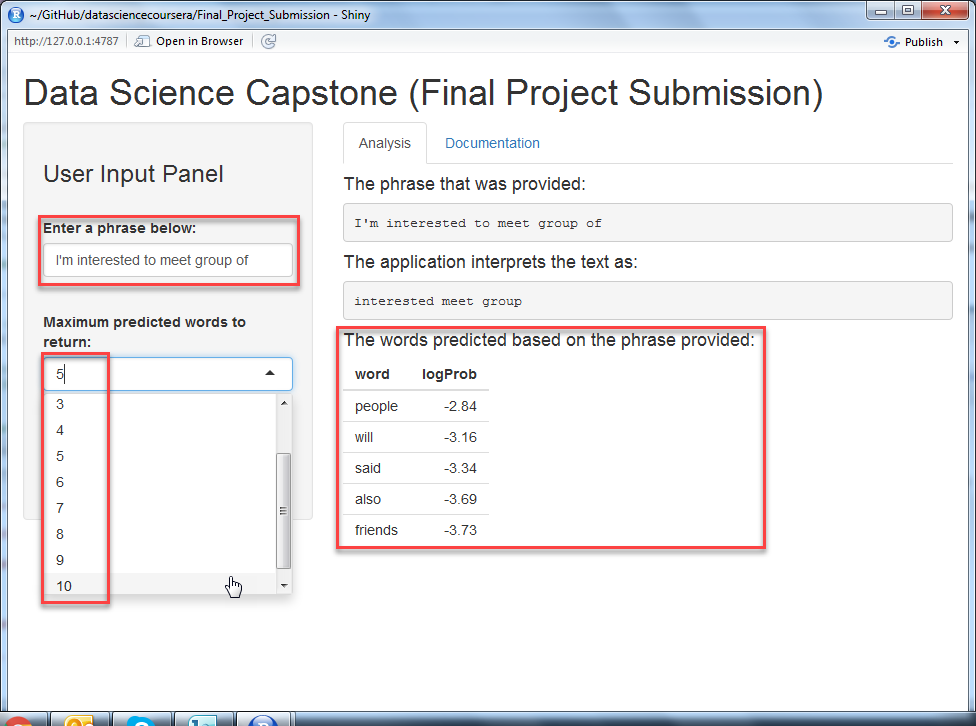 ~/GitHub/datasciencecoursera/Final_Project_Submission - Shiny
http://127.0.0.1:4787 Open in Browser Publish
Data Science Capstone (Final Project Submission)
User Input Panel
Enter a phrase below:
I'm interested to meet group of
Maximum predicted words to
return:
5
3
4
5
6
7
8
9
10
Analysis Documentation
The phrase that was provided:
I'm interested to meet group of
The application interprets the text as:
interested meet group
The words predicted based on the phrase provided:
word logProb
people -2.84
will -3.16
said -3.34
also -3.69
friends -3.73